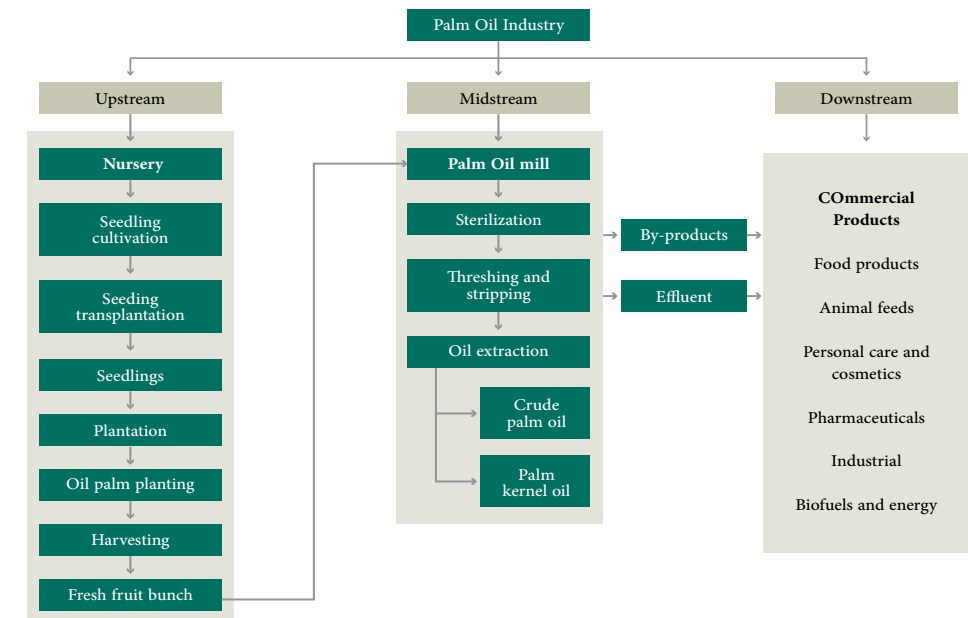 Palm Oil Industry
Upstream
Midstream
Downstream
Nursery
Seedling
cultivation
Seeding
transplantation
Seedlings
Plantation
Oil palm planting
Harvesting
Fresh fruit bunch
Palm Oil mill
Sterilization
Threshing and
stripping
Oil extraction
Crude
palm oil
Palm
kernel oil
By-products
Effluent
COmmercial
Products
Food products
Animal feeds
Personal care and
cosmetics
Pharmaceuticals
Industrial
Biofuels and energy